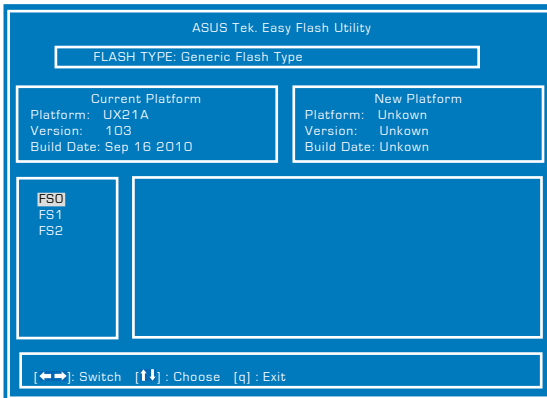 ASUS Tek. Easy Flash Utility
FLASH TYPE: Generic Flash Type
Current Platform
Platform: UX21A
Version: 103
Build Date: Sep 16 2010
New Platform
Platform: Unkown
Version: Unkown
Build Date: Unkown
FS0
FS1
FS2
[←→]: Switch [↑↓] : Choose [q] : Exit